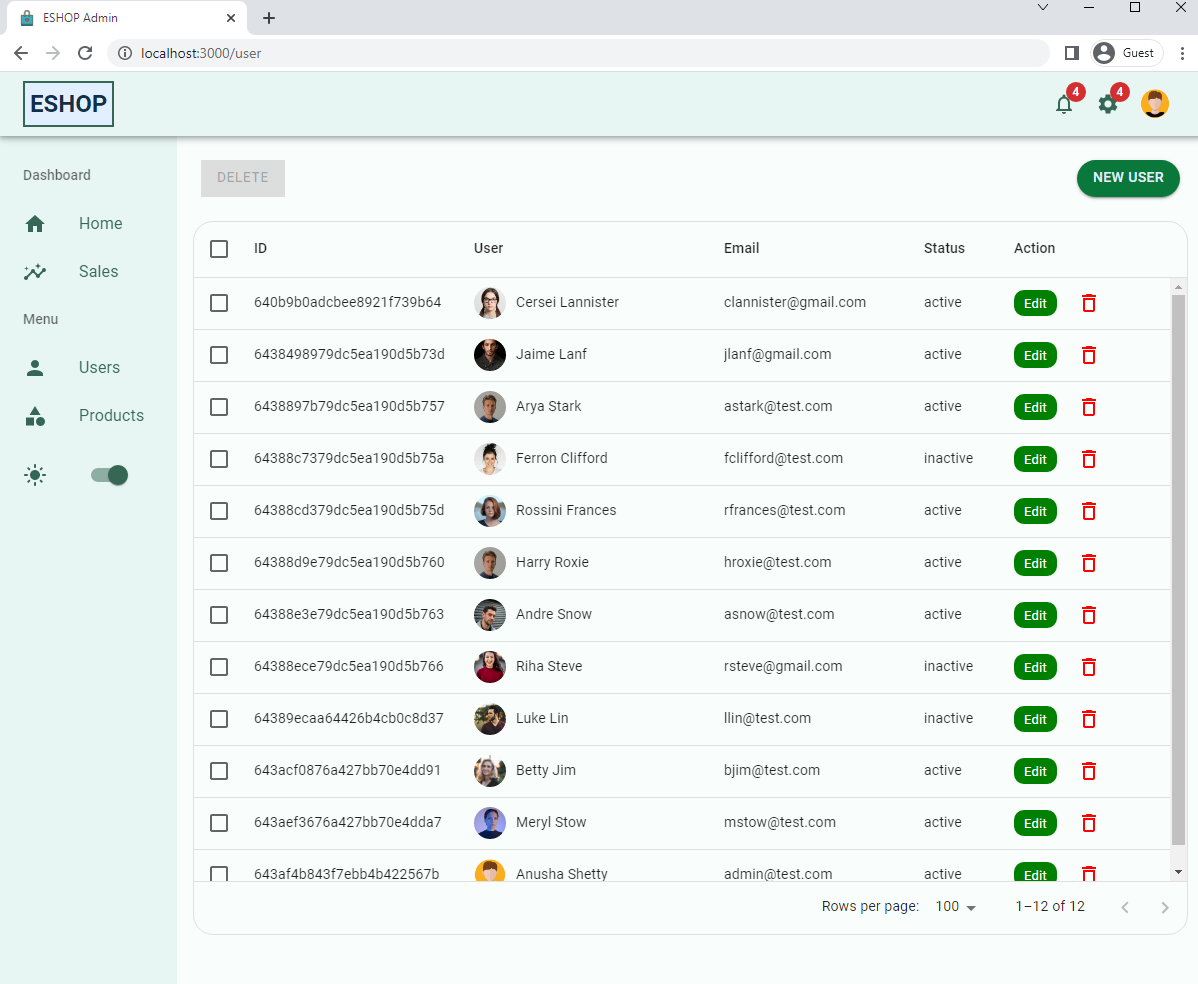 ESHOP Admin
localhost:3000/user
Guest
ESHOP
4
4
Dashboard
Home
Sales
Menu
Users
Products
DELETE
NEW USER
ID User Email Status Action
640b9b0adcbee8921f739b64 Cersei Lannister clannister@gmail.com active Edit
6438498979dc5ea190d5b73d Jaime Lanf jlanf@gmail.com active Edit
6438897b79dc5ea190d5b757 Arya Stark astark@test.com active Edit
64388c7379dc5ea190d5b75a Ferron Clifford fclifford@test.com inactive Edit
64388cd379dc5ea190d5b75d Rossini Frances rfrances@test.com active Edit
64388d9e79dc5ea190d5b760 Harry Roxie hroxie@test.com active Edit
64388e3e79dc5ea190d5b763 Andre Snow asnow@test.com active Edit
64388ece79dc5ea190d5b766 Riha Steve rsteve@gmail.com inactive Edit
64389ecaa64426b4cb0c8d37 Luke Lin llin@test.com inactive Edit
643acf0876a427bb70e4dd91 Betty Jim bjim@test.com active Edit
643aef3676a427bb70e4dda7 Meryl Stow mstow@test.com active Edit
643af4b843f7ebb4b422567b Anusha Shetty admin@test.com active Edit
Rows per page: 100 1–12 of 12